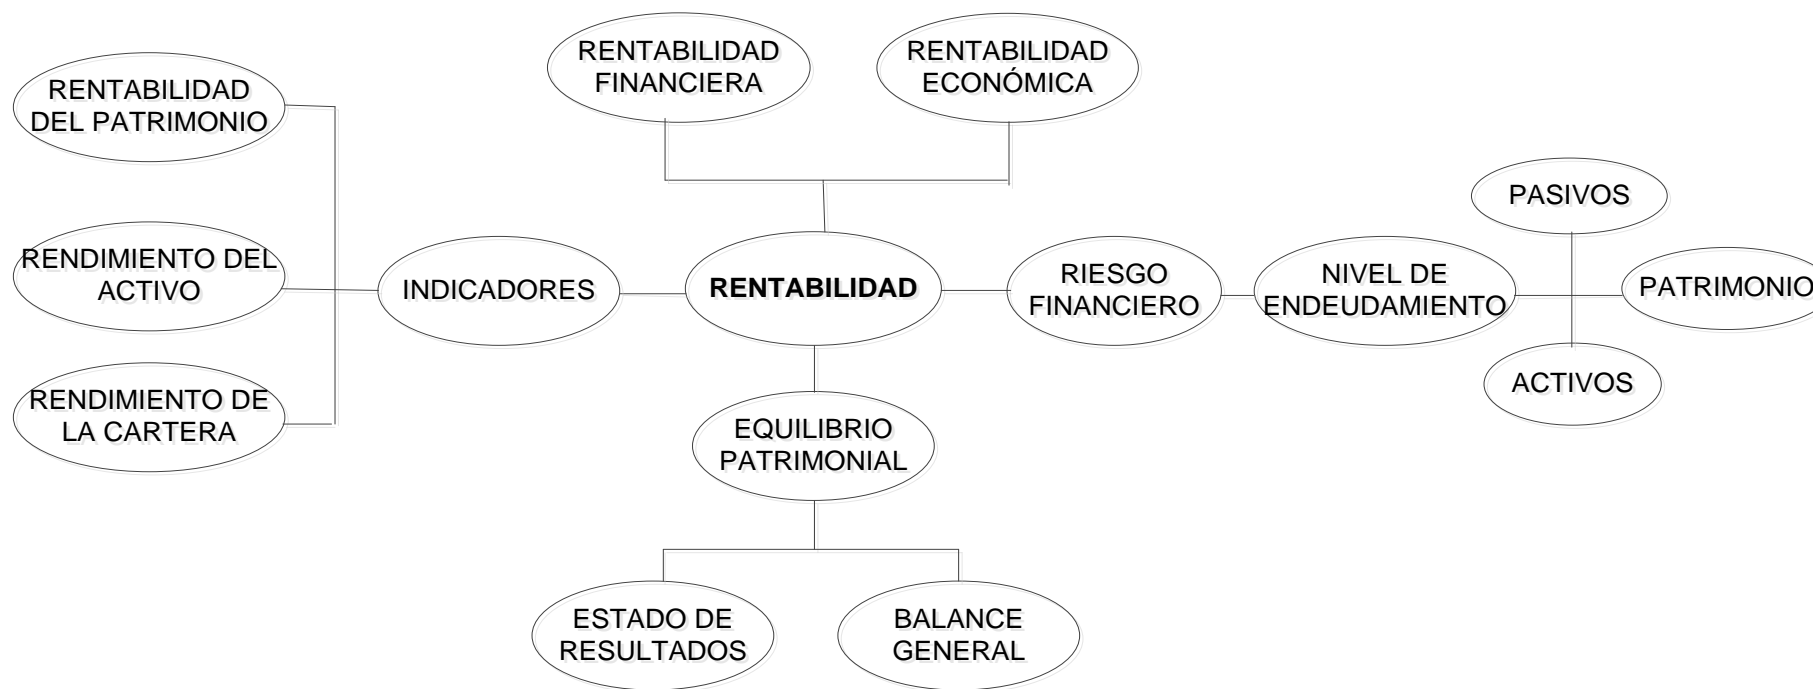 RENTABILIDAD
FINANCIERA
RENTABILIDAD
ECONÓMICA
RENTABILIDAD
DEL PATRIMONIO
RENDIMIENTO DEL
ACTIVO
RENDIMIENTO DE
LA CARTERA
INDICADORES
RENTABILIDAD
RIESGO
FINANCIERO
NIVEL DE
ENDEUDAMIENTO
PASIVOS
PATRIMONIO
ACTIVOS
EQUILIBRIO
PATRIMONIAL
ESTADO DE
RESULTADOS
BALANCE
GENERAL